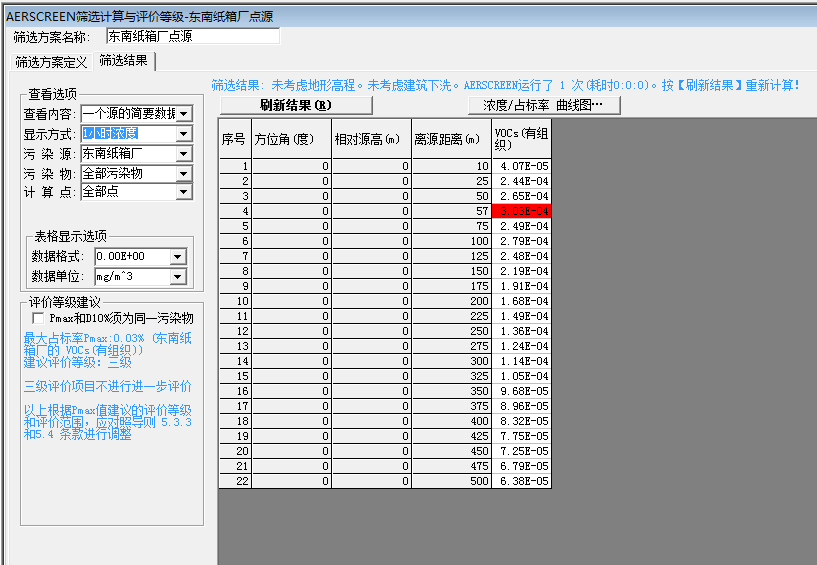 AERSCREEN筛选计算与评价等级-东南纸箱厂点源
筛选方案名称: 东南纸箱厂点源
筛选方案定义 筛选结果
筛选结果: 未考虑地形高程。未考虑建筑下洗。AERSCREEN运行了 1 次(耗时0:0:0)。按【刷新结果】重新计算!
刷新结果(R) 浓度/占标率 曲线图…
查看选项
查看内容: 一个源的简要数据
显示方式: 1小时浓度
污 染 源: 东南纸箱厂
污 染 物: 全部污染物
计 算 点: 全部点
表格显示选项
数据格式: 0.00E+00
数据单位: mg/m^3
评价等级建议
Pmax和D10%须为同一污染物
最大占标率Pmax:0.03% (东南纸
箱厂的 VOCs(有组织))
建议评价等级: 三级
三级评价项目不进行进一步评价
以上根据Pmax值建议的评价等级
和评价范围,应对照导则 5.3.3
和5.4 条款进行调整
序号 方位角(度) 相对源高(m) 离源距离(m) VOCs(有组
织)
1 0 0 10 4.07E-05
2 0 0 25 2.44E-04
3 0 0 50 2.65E-04
4 0 0 57 3.03E-04
5 0 0 75 2.49E-04
6 0 0 100 2.79E-04
7 0 0 125 2.48E-04
8 0 0 150 2.19E-04
9 0 0 175 1.91E-04
10 0 0 200 1.68E-04
11 0 0 225 1.49E-04
12 0 0 250 1.36E-04
13 0 0 275 1.24E-04
14 0 0 300 1.14E-04
15 0 0 325 1.05E-04
16 0 0 350 9.68E-05
17 0 0 375 8.96E-05
18 0 0 400 8.32E-05
19 0 0 425 7.75E-05
20 0 0 450 7.25E-05
21 0 0 475 6.79E-05
22 0 0 500 6.38E-05